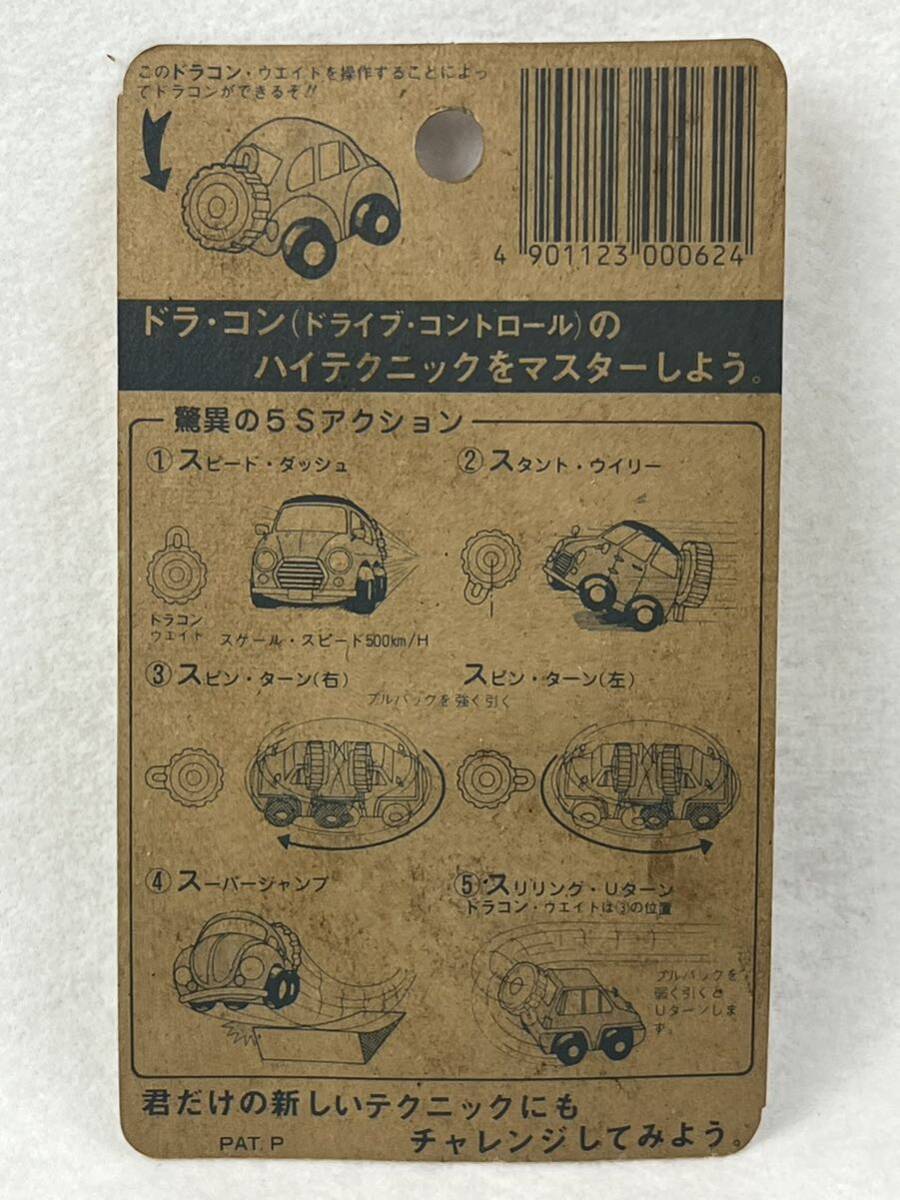 このドラコン・ウエイトを操作することによっ
てドラコンができるぞ!!
4 901123 000624
ドラ・コン(ドライブ・コントロール)の
ハイテクニックをマスターしよう。
驚異の5Sアクション
①スピード・ダッシュ
②スタント・ウイリー
ドラコン
ウエイト
スケール・スピード500km/H
③スピン・ターン(右)
スピン・ターン(左)
プルバックを強く引く
④スーパージャンプ
⑤スリリング・Uターン
ドラコン・ウエイトは③の位置
プルバックを
弱く引くと
Uターンしま
す。
君だけの新しいテクニックにも
チャレンジしてみよう。
PAT. P